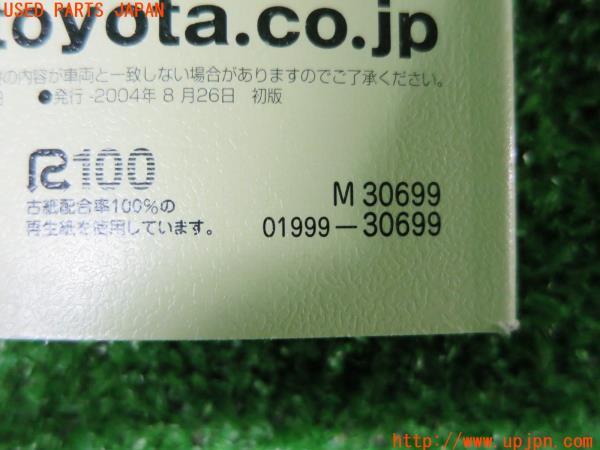 USED PARTS JAPAN
toyota.co.jp
の内容が車両と一致しない場合がありますのでご了承ください。
日 ●発行-2004年 8月26日 初版
R100
古紙配合率100%の
再生紙を使用しています。
M 30699
01999-30699
http://www.upjpn.com/